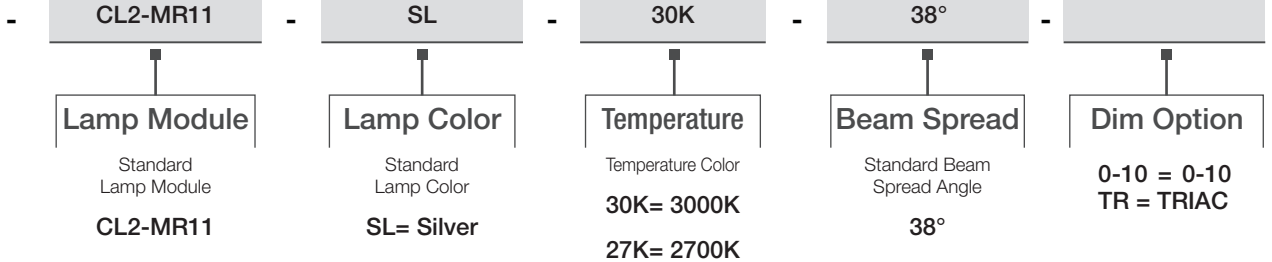 - CL2-MR11 - SL - 30K - 38° -
Lamp Module
Standard
Lamp Module
CL2-MR11
Lamp Color
Standard
Lamp Color
SL= Silver
Temperature
Temperature Color
30K= 3000K
27K= 2700K
Beam Spread
Standard Beam
Spread Angle
38°
Dim Option
0-10 = 0-10
TR = TRIAC